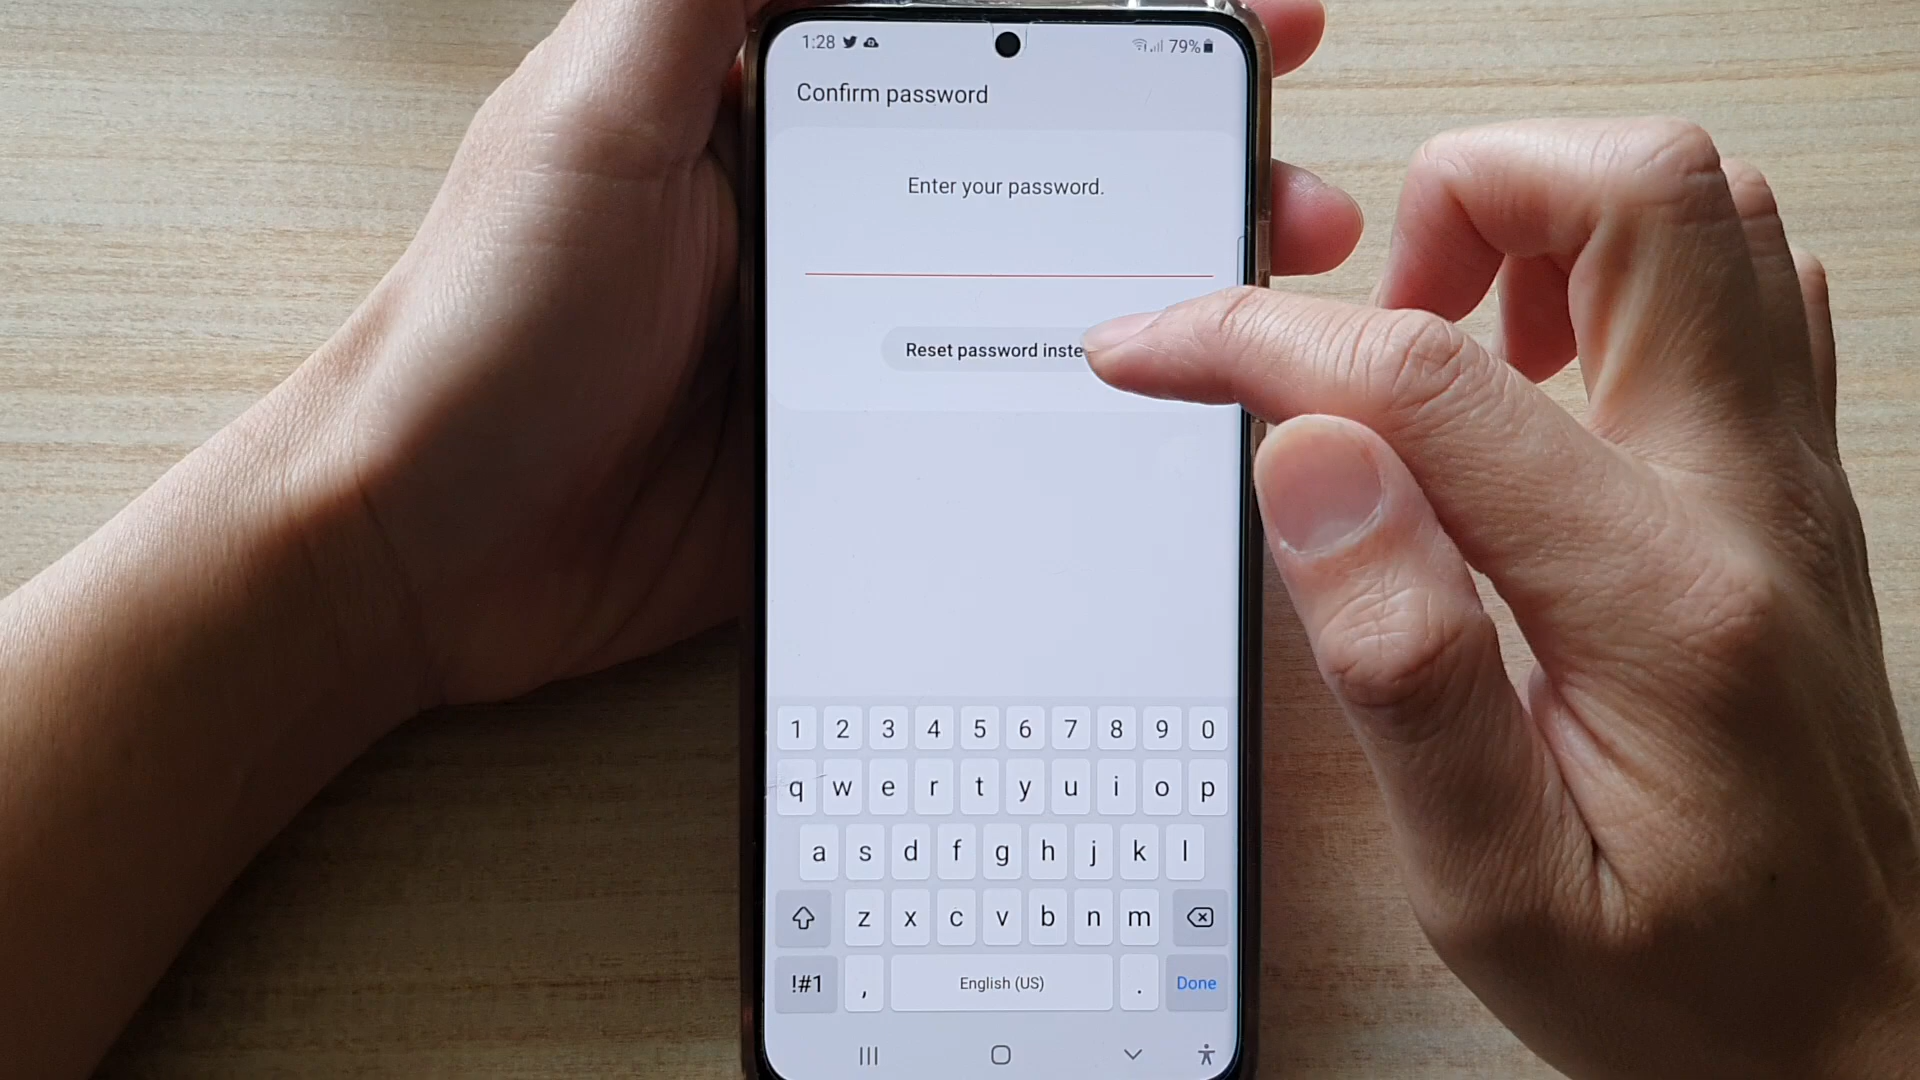 1:28 79%
Confirm password
Enter your password.
Reset password inste
1 2 3 4 5 6 7 8 9 0
q w e r t y u i o p
a s d f g h j k l
z x c v b n m
!#1 , English (US) . Done